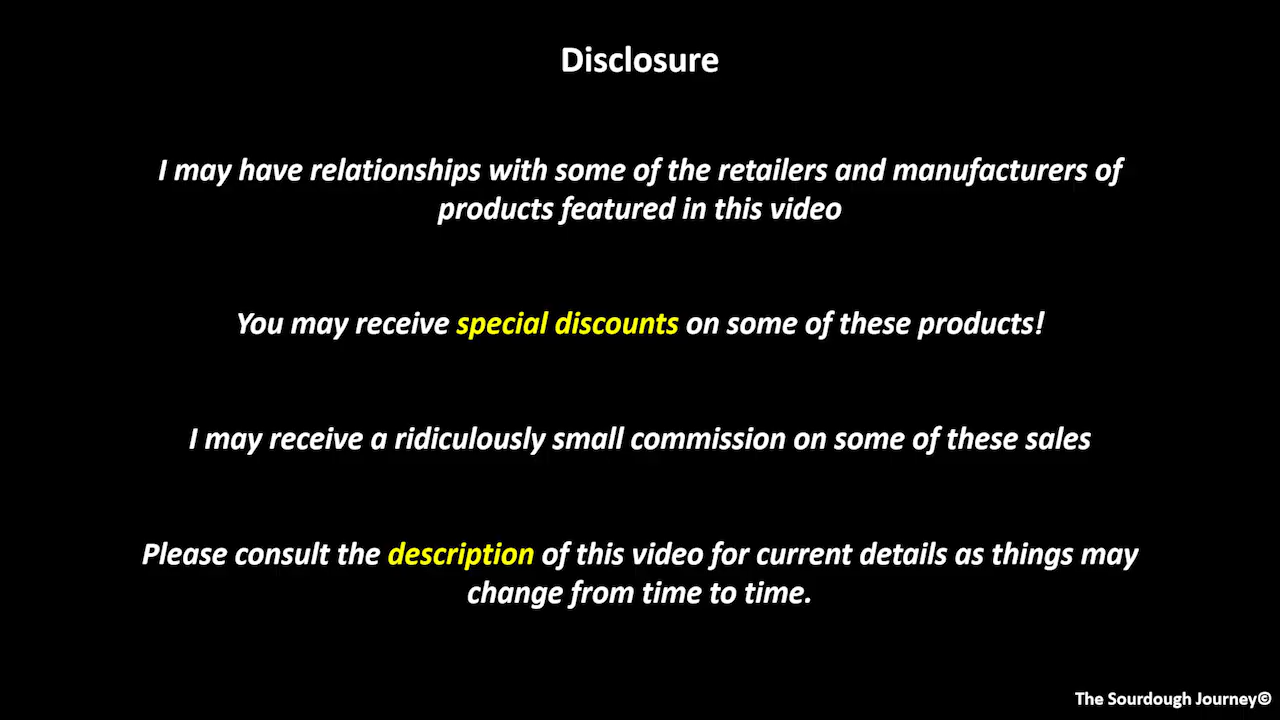 Disclosure
I may have relationships with some of the retailers and manufacturers of
products featured in this video
You may receive special discounts on some of these products!
I may receive a ridiculously small commission on some of these sales
Please consult the description of this video for current details as things may
change from time to time.
The Sourdough Journey©